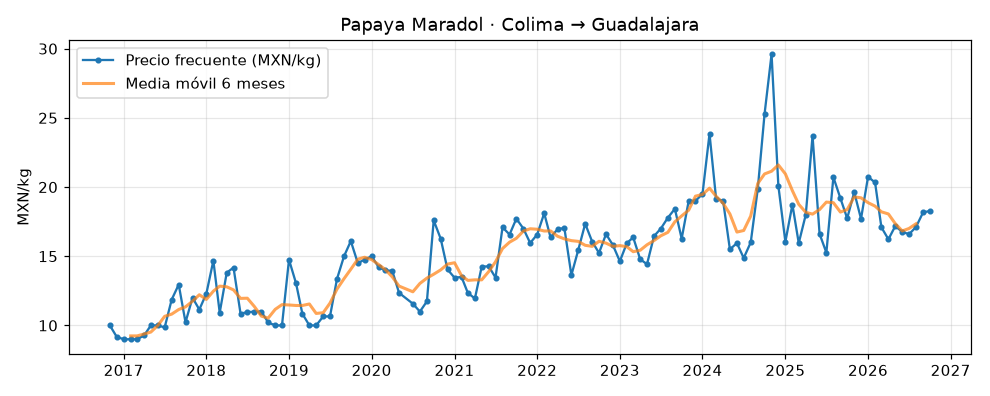 Papaya Maradol · Colima → Guadalajara
Precio frecuente (MXN/kg)
Media móvil 6 meses
MXN/kg
30
25
20
15
10
2017 2018 2019 2020 2021 2022 2023 2024 2025 2026 2027